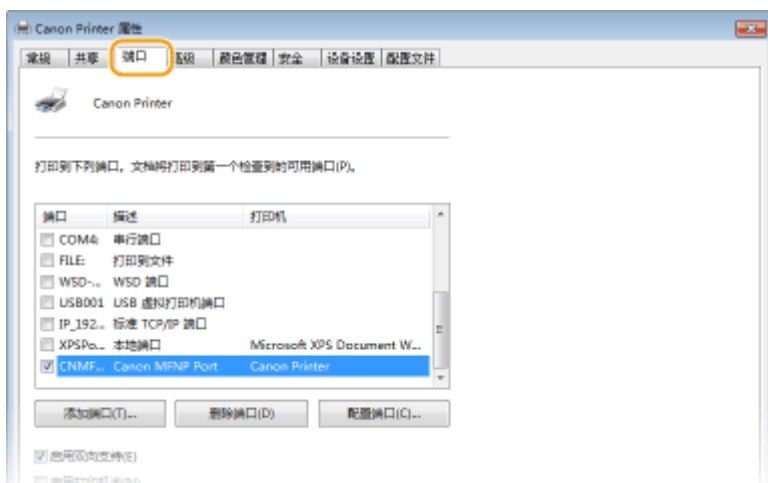 Canon Printer 属性
常规 共享 端口 高级 颜色管理 安全 设备设置 配置文件
Canon Printer
打印到下列端口。文档将打印到第一个检查到的可用端口(P)。
端口 描述 打印机
COM4: 串行端口
FILE: 打印到文件
WSD-... WSD 端口
USB001 USB 虚拟打印机端口
IP_192... 标准 TCP/IP 端口
XPSPo... 本地端口 Microsoft XPS Document W...
CNMF... Canon MFNP Port Canon Printer
添加端口(T)... 删除端口(D) 配置端口(C)...
启用双向支持(E)